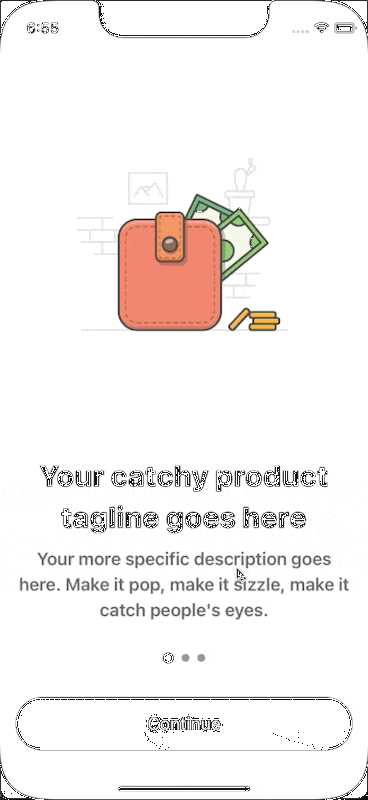 6:55
Your catchy product
tagline goes here
Your more specific description goes
here. Make it pop, make it sizzle, make it
catch people's eyes.
Continue